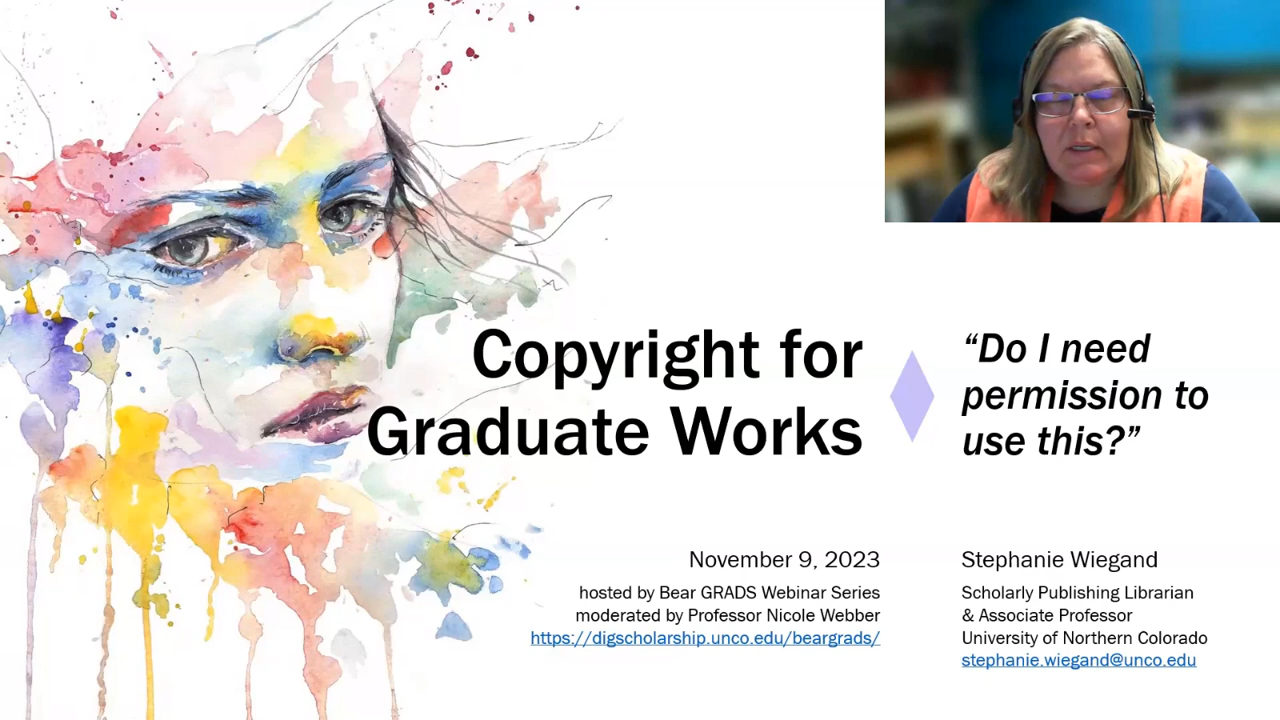 Copyright for
Graduate Works
“Do I need
permission to
use this?”
November 9, 2023
hosted by Bear GRADS Webinar Series
moderated by Professor Nicole Webber
https://digscholarship.unco.edu/beargrads/
Stephanie Wiegand
Scholarly Publishing Librarian
& Associate Professor
University of Northern Colorado
stephanie.wiegand@unco.edu